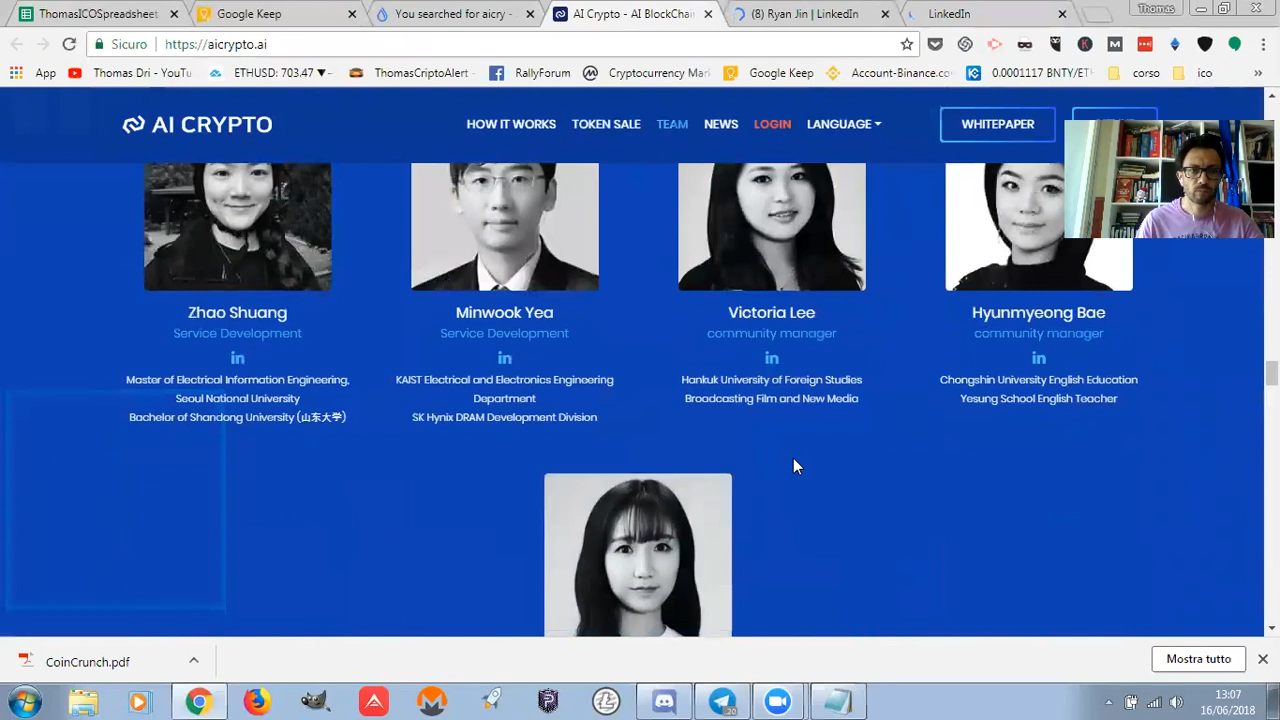 ThomasICOSpreadsheet
Google Keep
You searched for aicry -
AI Crypto - AI BlockChai
(8) Ryan Jin | LinkedIn
LinkedIn
Thomas
Sicuro
https://aicrypto.ai
App
Thomas Dri - YouTu
ETHUSD 703.47 ▼-
ThomasCriptoAlert
RallyForum
Cryptocurrency Mar
Google Keep
Account-Binance.co
0.0001117 BNTY/ETH
corso
ico
»
AI CRYPTO
HOW IT WORKS
TOKEN SALE
TEAM
NEWS
LOGIN
LANGUAGE
WHITEPAPER
Zhao Shuang
Service Development
in
Master of Electrical Information Engineering,
Seoul National University
Bachelor of Shandong University (山东大学)
Minwook Yea
Service Development
in
KAIST Electrical and Electronics Engineering
Department
SK Hynix DRAM Development Division
Victoria Lee
community manager
in
Hankuk University of Foreign Studies
Broadcasting Film and New Media
Hyunmyeong Bae
community manager
in
Chongshin University English Education
Yesung School English Teacher
CoinCrunch.pdf
Mostra tutto
20
13:07
16/06/2018